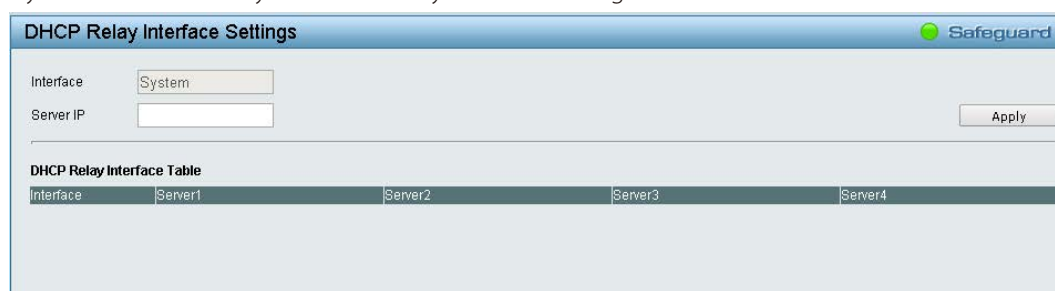 DHCP Relay Interface Settings
Safeguard
Interface System
Server IP
Apply
DHCP Relay Interface Table
Interface Server1 Server2 Server3 Server4